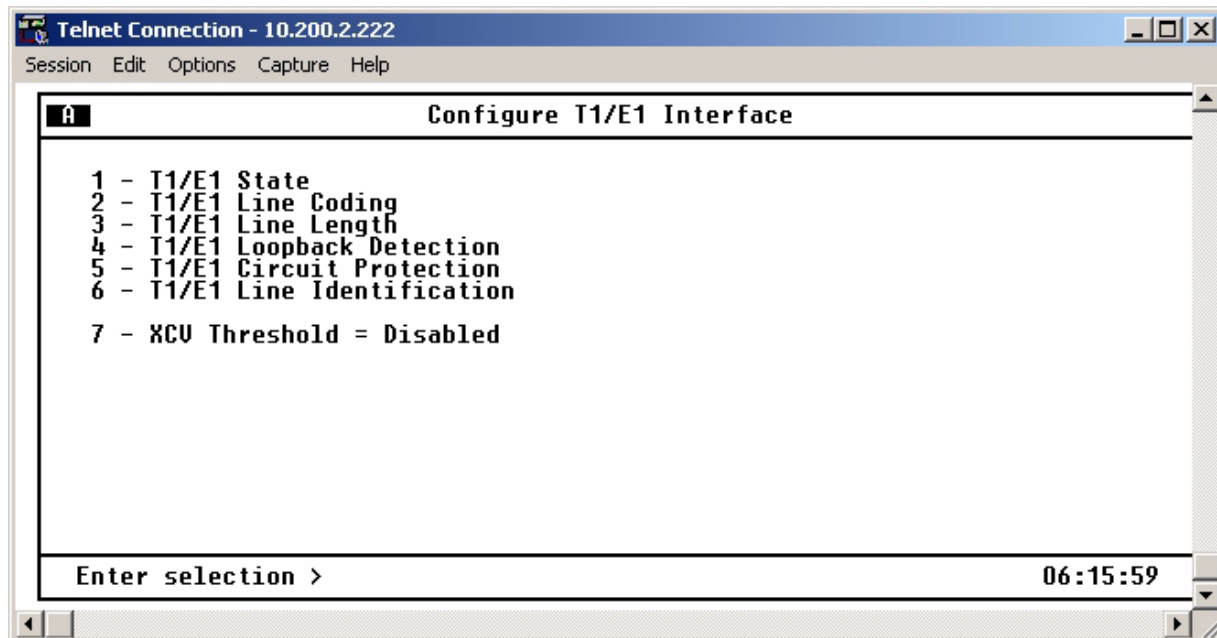 Telnet Connection - 10.200.2.222
Session Edit Options Capture Help
A Configure T1/E1 Interface
1 - T1/E1 State
2 - T1/E1 Line Coding
3 - T1/E1 Line Length
4 - T1/E1 Loopback Detection
5 - T1/E1 Circuit Protection
6 - T1/E1 Line Identification
7 - XCV Threshold = Disabled
Enter selection > 06:15:59